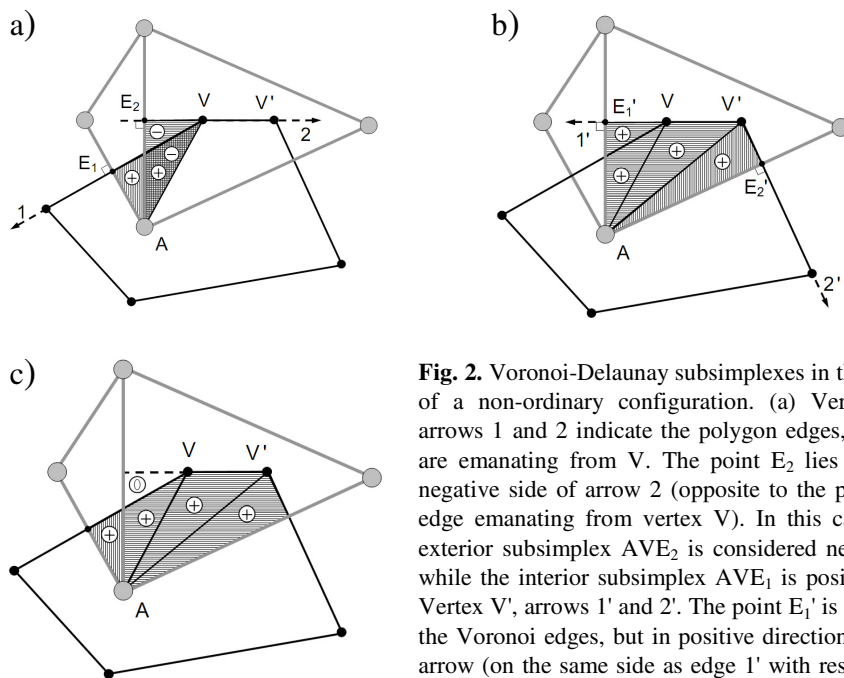 a)
b)
E2
V
V'
2
E1
1
A
E1'
V
V'
1'
E2'
A
2'
c)
V
V'
0
A
Fig. 2. Voronoi-Delaunay subsimplexes in th
of a non-ordinary configuration. (a) Ver
arrows 1 and 2 indicate the polygon edges,
are emanating from V. The point E2 lies
negative side of arrow 2 (opposite to the p
edge emanating from vertex V). In this ca
exterior subsimplex AVE2 is considered ne
while the interior subsimplex AVE1 is posi
Vertex V', arrows 1' and 2'. The point E1' is
the Voronoi edges, but in positive direction
arrow (on the same side as edge 1' with res